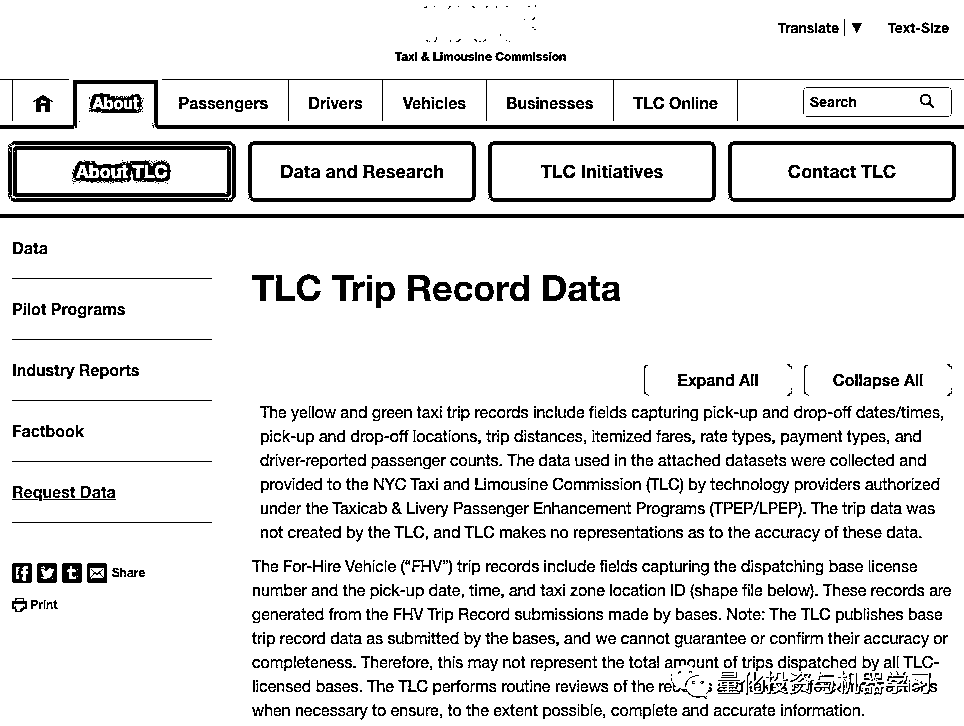 Translate ▼ Text-Size
Taxi & Limousine Commission
About Passengers Drivers Vehicles Businesses TLC Online Search
About TLC Data and Research TLC Initiatives Contact TLC
Data
Pilot Programs
Industry Reports
Factbook
Request Data
Share
Print
TLC Trip Record Data
Expand All Collapse All
The yellow and green taxi trip records include fields capturing pick-up and drop-off dates/times,
pick-up and drop-off locations, trip distances, itemized fares, rate types, payment types, and
driver-reported passenger counts. The data used in the attached datasets were collected and
provided to the NYC Taxi and Limousine Commission (TLC) by technology providers authorized
under the Taxicab & Livery Passenger Enhancement Programs (TPEP/LPEP). The trip data was
not created by the TLC, and TLC makes no representations as to the accuracy of these data.
The For-Hire Vehicle (“FHV”) trip records include fields capturing the dispatching base license
number and the pick-up date, time, and taxi zone location ID (shape file below). These records are
generated from the FHV Trip Record submissions made by bases. Note: The TLC publishes base
trip record data as submitted by the bases, and we cannot guarantee or confirm their accuracy or
completeness. Therefore, this may not represent the total amount of trips dispatched by all TLC-
licensed bases. The TLC performs routine reviews of the
量化投资与机器学习
when necessary to ensure, to the extent possible, complete and accurate information.